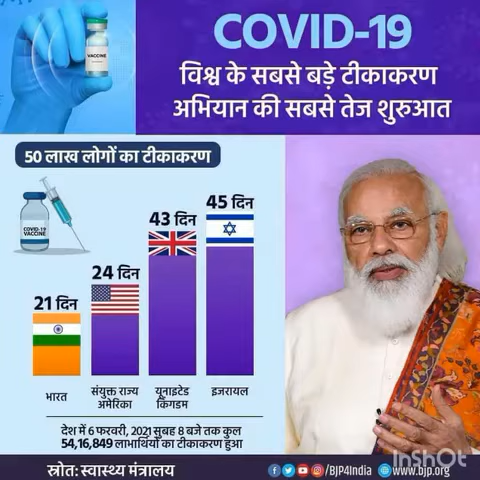 COVID-19
विश्व के सबसे बड़े टीकाकरण
अभियान की सबसे तेज शुरुआत
VACCINE
50 लाख लोगों का टीकाकरण
COVID-19
VACCINE
21 दिन
24 दिन
43 दिन
45 दिन
भारत
संयुक्त राज्य
अमेरिका
यूनाइटेड
किंगडम
इजरायल
देश में 6 फरवरी, 2021 सुबह 8 बजे तक कुल
54,16,849 लाभार्थियों का टीकाकरण हुआ
स्रोत: स्वास्थ्य मंत्रालय
/BJP4India
www.bjp.org
InShOt